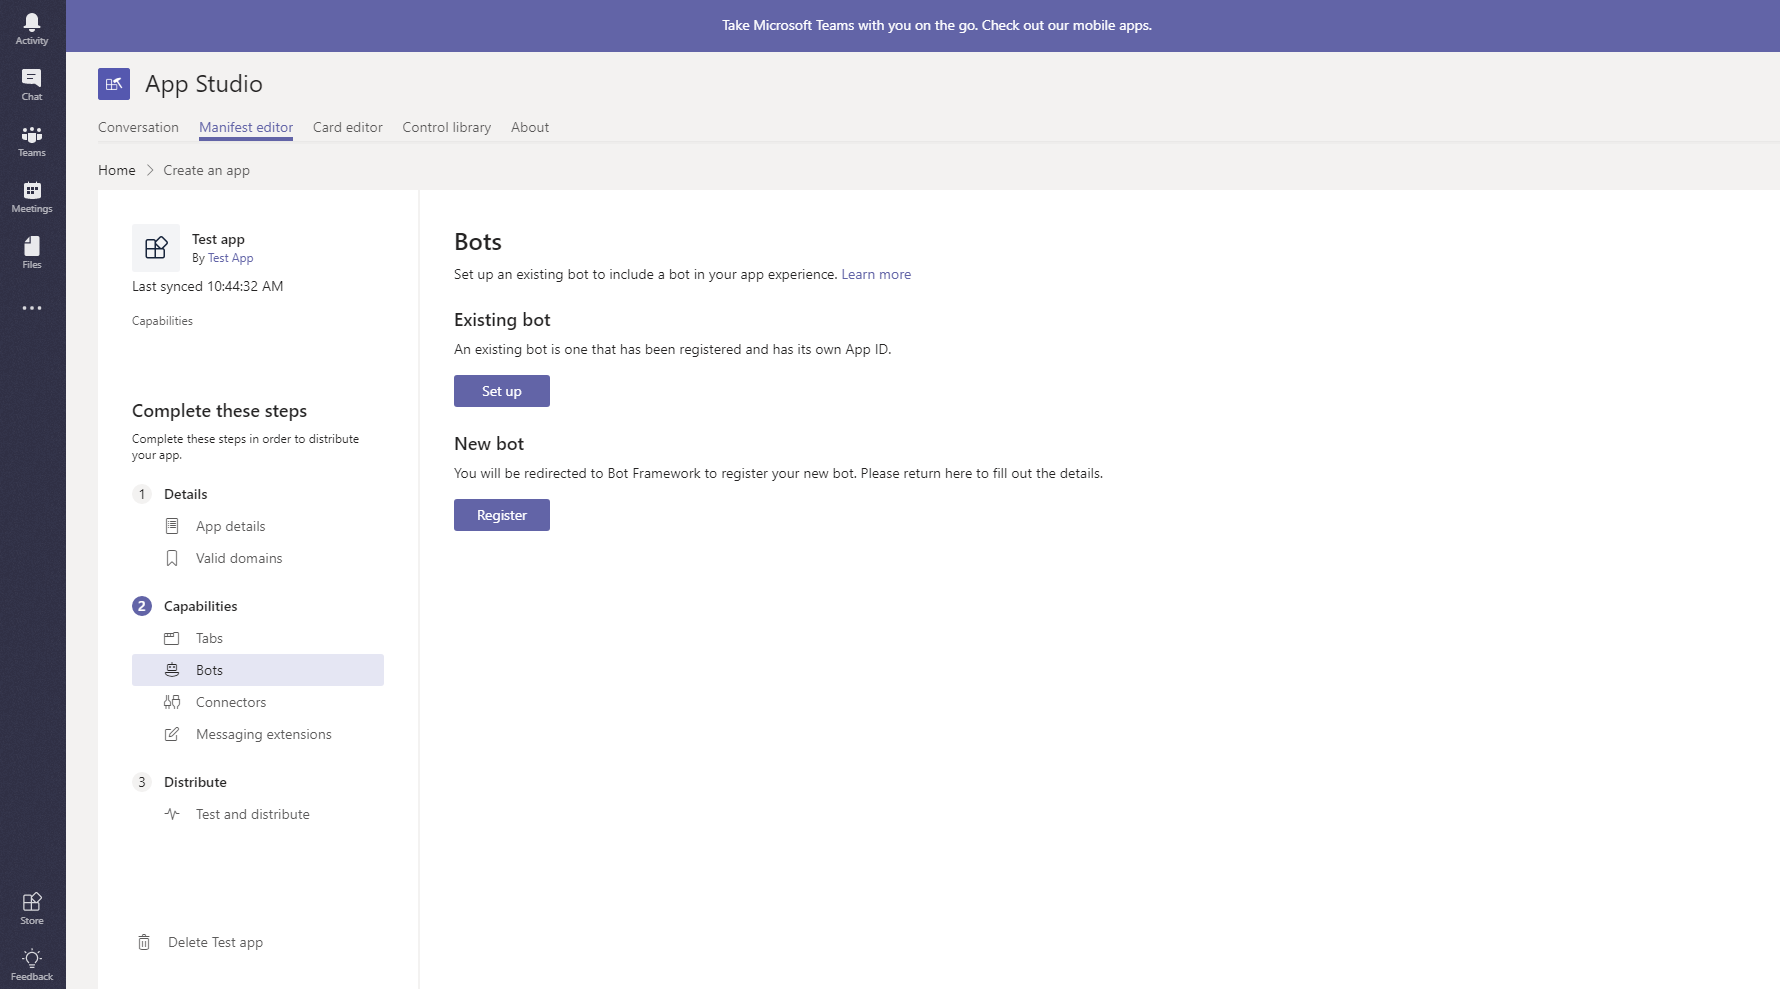 Take Microsoft Teams with you on the go. Check out our mobile apps.
Activity
Chat
Teams
Meetings
Files
Store
Feedback
App Studio
Conversation Manifest editor Card editor Control library About
Home Create an app
Test app
By Test App
Last synced 10:44:32 AM
Capabilities
Complete these steps
Complete these steps in order to distribute
your app.
1 Details
App details
Valid domains
2 Capabilities
Tabs
Bots
Connectors
Messaging extensions
3 Distribute
Test and distribute
Delete Test app
Bots
Set up an existing bot to include a bot in your app experience. Learn more
Existing bot
An existing bot is one that has been registered and has its own App ID.
Set up
New bot
You will be redirected to Bot Framework to register your new bot. Please return here to fill out the details.
Register